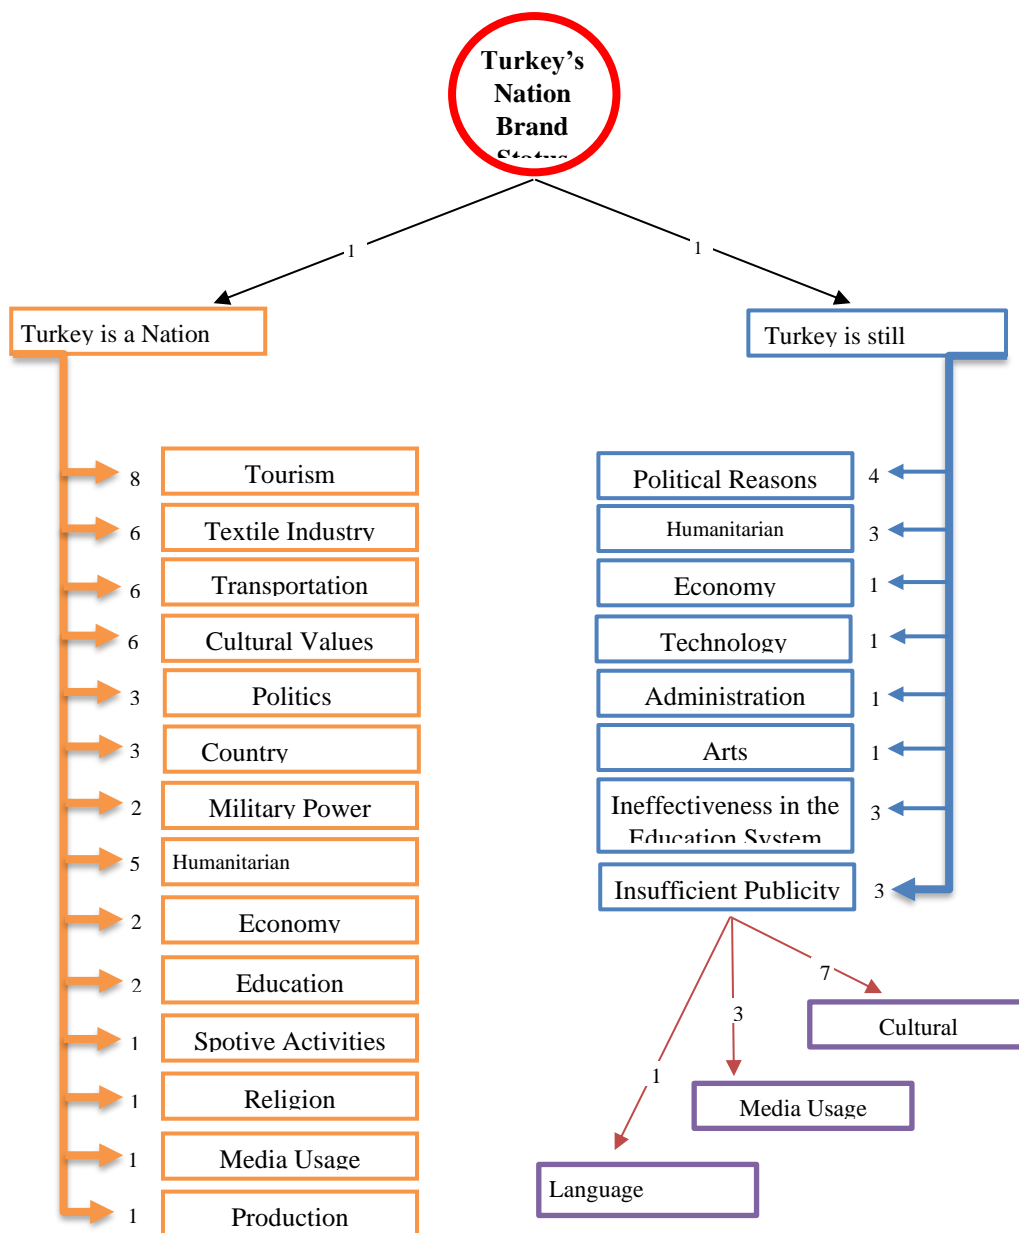 Turkey's
Nation
Brand
Status
1
1
Turkey is a Nation
Turkey is still
8
Tourism
6
Textile Industry
6
Transportation
6
Cultural Values
3
Politics
3
Country
2
Military Power
5
Humanitarian
2
Economy
2
Education
1
Spotive Activities
1
Religion
1
Media Usage
1
Production
Political Reasons
4
Humanitarian
3
Economy
1
Technology
1
Administration
1
Arts
1
Ineffectiveness in the
Education System
3
Insufficient Publicity
3
7
3
1
Cultural
Media Usage
Language